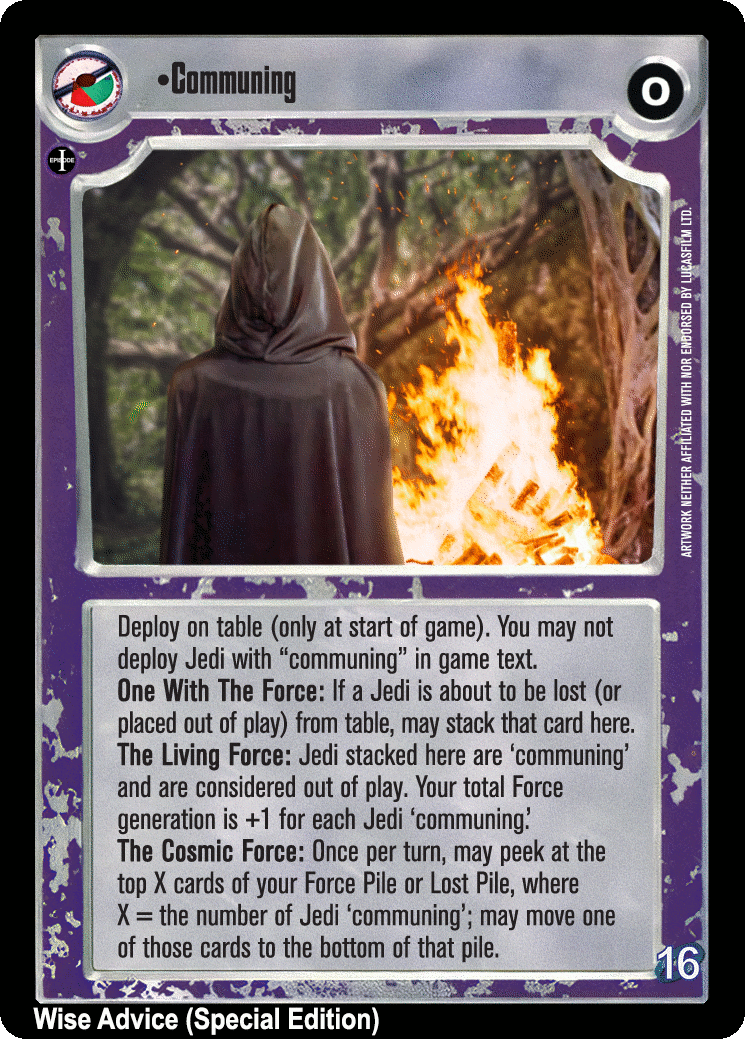 •Communing
0
EPISODE I
ARTWORK NEITHER AFFILIATED WITH NOR ENDORSED BY LUCASFILM LTD.
Deploy on table (only at start of game). You may not
deploy Jedi with “communing” in game text.
One With The Force: If a Jedi is about to be lost (or
placed out of play) from table, may stack that card here.
The Living Force: Jedi stacked here are ‘communing’
and are considered out of play. Your total Force
generation is +1 for each Jedi ‘communing.’
The Cosmic Force: Once per turn, may peek at the
top X cards of your Force Pile or Lost Pile, where
X = the number of Jedi ‘communing’; may move one
of those cards to the bottom of that pile.
16
Wise Advice (Special Edition)